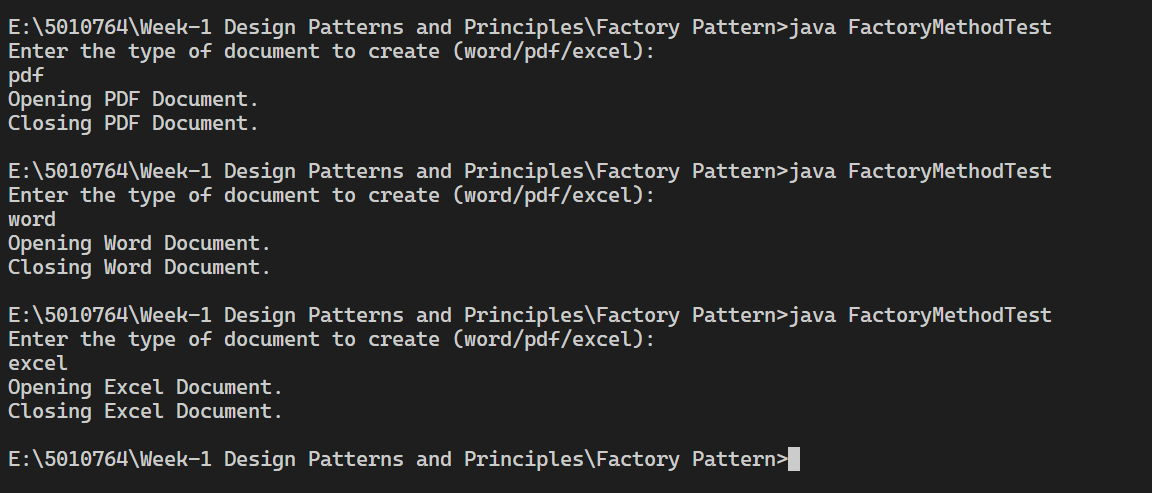 E:\5010764\Week-1 Design Patterns and Principles\Factory Pattern>java FactoryMethodTest
Enter the type of document to create (word/pdf/excel):
pdf
Opening PDF Document.
Closing PDF Document.
E:\5010764\Week-1 Design Patterns and Principles\Factory Pattern>java FactoryMethodTest
Enter the type of document to create (word/pdf/excel):
word
Opening Word Document.
Closing Word Document.
E:\5010764\Week-1 Design Patterns and Principles\Factory Pattern>java FactoryMethodTest
Enter the type of document to create (word/pdf/excel):
excel
Opening Excel Document.
Closing Excel Document.
E:\5010764\Week-1 Design Patterns and Principles\Factory Pattern>